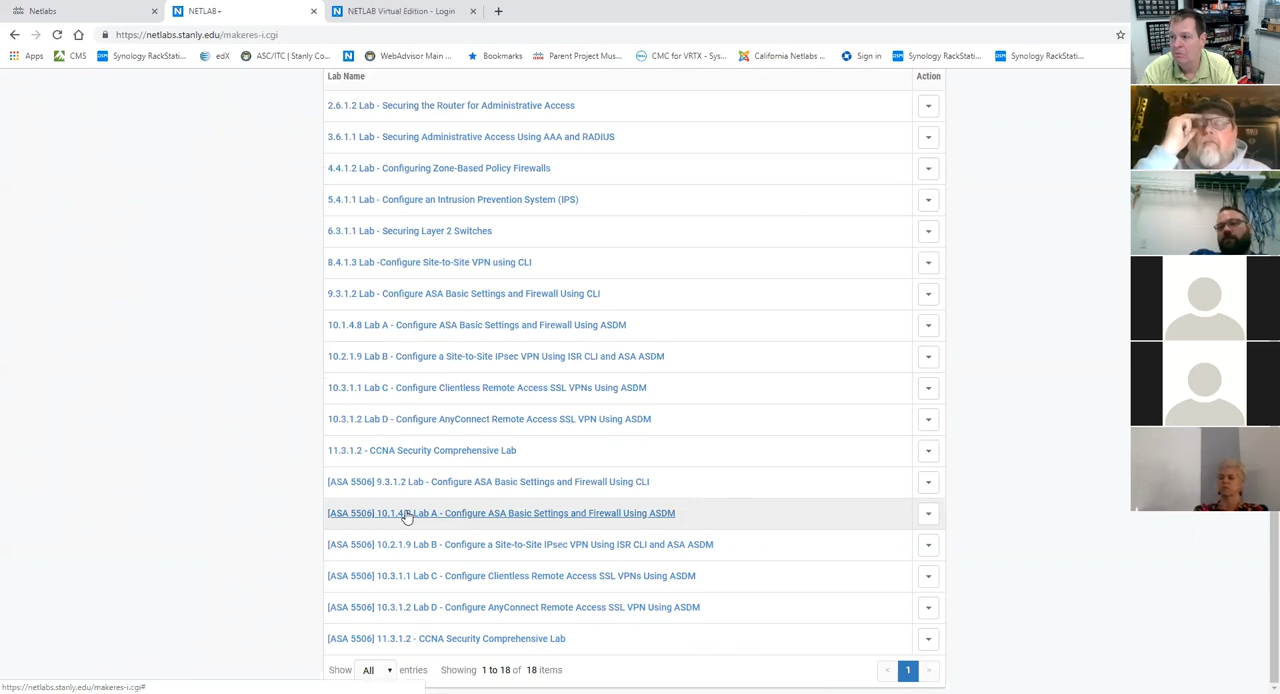 Netlabs
NETLAB+
NETLAB Virtual Edition - Login
https://netlabs.stanly.edu/makeres-i.cgi
Apps
CMS
Synology RackStati...
edX
ASC/ITC | Stanly Co...
WebAdvisor Main ...
Bookmarks
Parent Project Mus...
CMC for VRTX - Sys...
California Netlabs ...
Sign in
Synology RackStati...
Synology RackStati...
Lab Name
Action
2.6.1.2 Lab - Securing the Router for Administrative Access
3.6.1.1 Lab - Securing Administrative Access Using AAA and RADIUS
4.4.1.2 Lab - Configuring Zone-Based Policy Firewalls
5.4.1.1 Lab - Configure an Intrusion Prevention System (IPS)
6.3.1.1 Lab - Securing Layer 2 Switches
8.4.1.3 Lab -Configure Site-to-Site VPN using CLI
9.3.1.2 Lab - Configure ASA Basic Settings and Firewall Using CLI
10.1.4.8 Lab A - Configure ASA Basic Settings and Firewall Using ASDM
10.2.1.9 Lab B - Configure a Site-to-Site IPsec VPN Using ISR CLI and ASA ASDM
10.3.1.1 Lab C - Configure Clientless Remote Access SSL VPNs Using ASDM
10.3.1.2 Lab D - Configure AnyConnect Remote Access SSL VPN Using ASDM
11.3.1.2 - CCNA Security Comprehensive Lab
[ASA 5506] 9.3.1.2 Lab - Configure ASA Basic Settings and Firewall Using CLI
[ASA 5506] Lab A - Configure ASA Basic Settings and Firewall Using ASDM
[ASA 5506] 10.2.1.9 Lab B - Configure a Site-to-Site IPsec VPN Using ISR CLI and ASA ASDM
[ASA 5506] 10.3.1.1 Lab C - Configure Clientless Remote Access SSL VPNs Using ASDM
[ASA 5506] 10.3.1.2 Lab D - Configure AnyConnect Remote Access SSL VPN Using ASDM
[ASA 5506] 11.3.1.2 - CCNA Security Comprehensive Lab
Show All entries Showing 1 to 18 of 18 items
< 1 >
https://netlabs.stanly.edu/makeres-i.cgi#